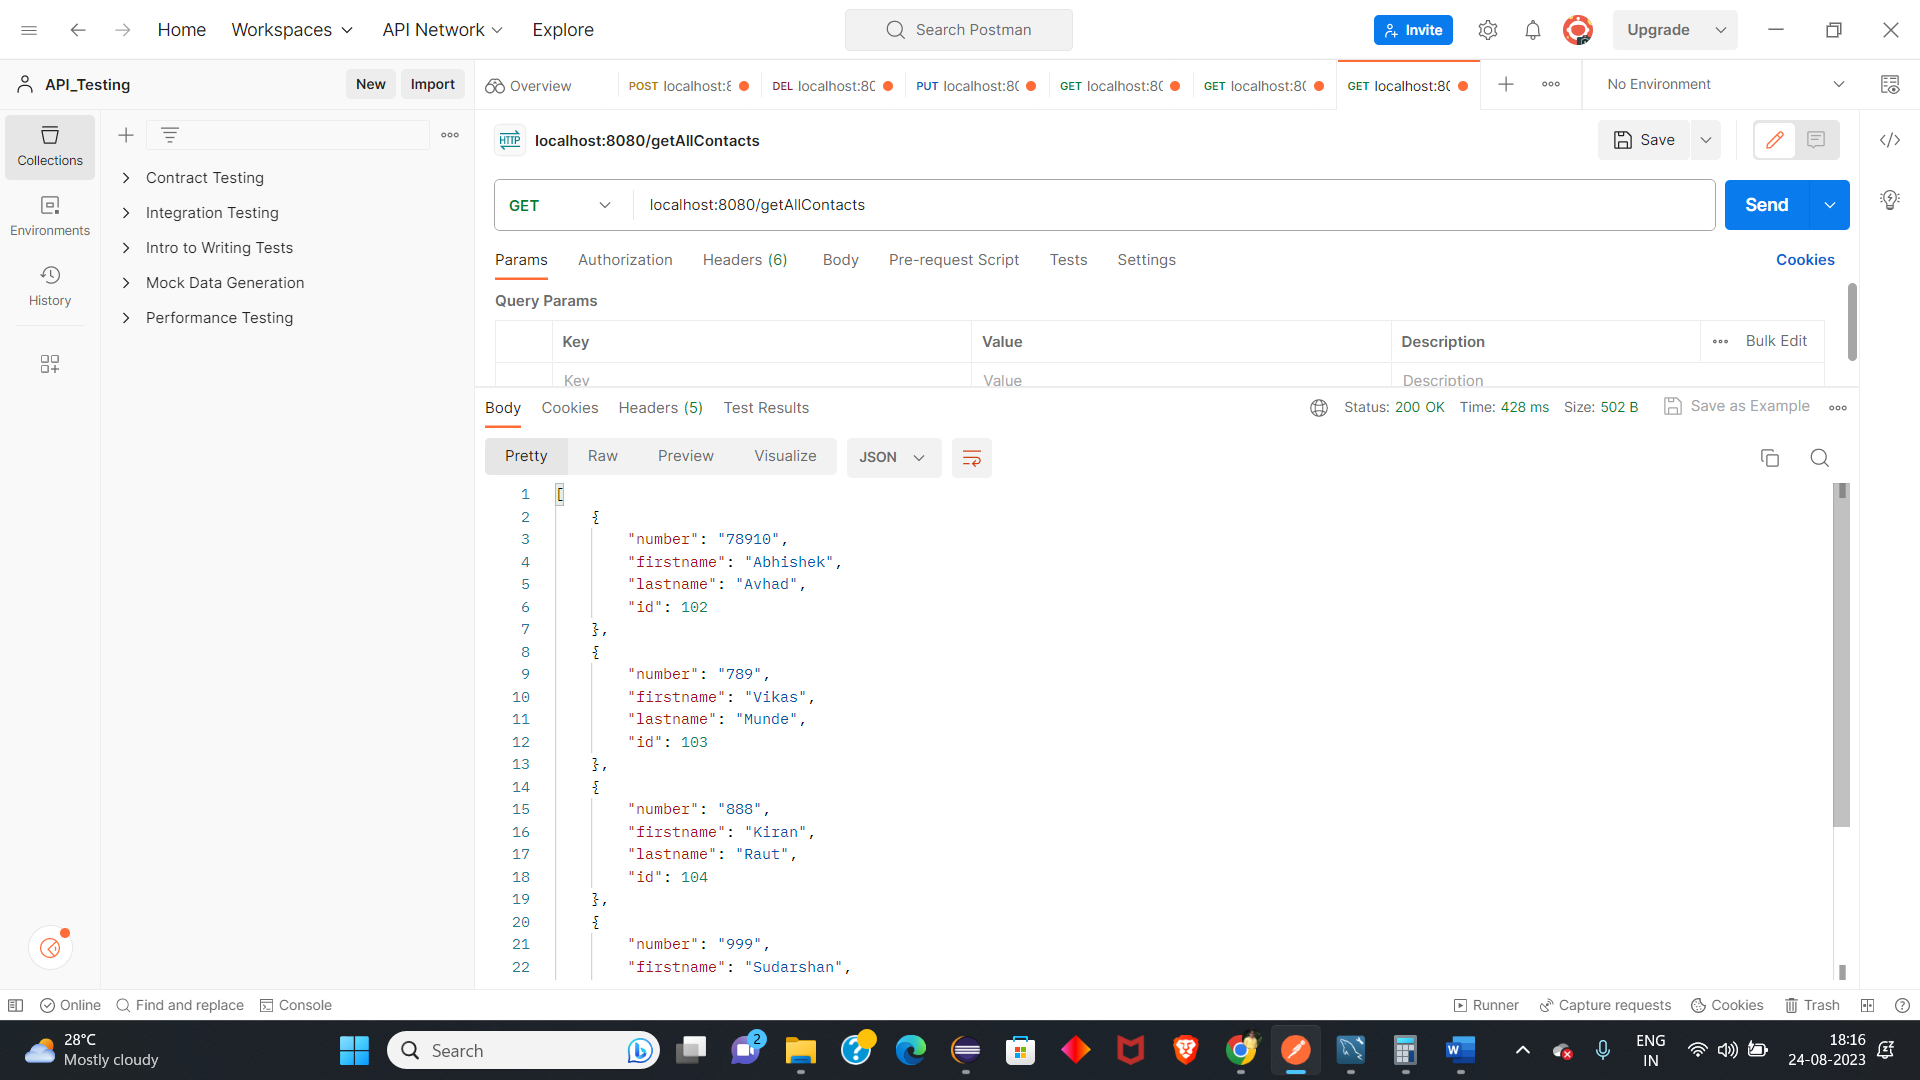 Home Workspaces API Network Explore Search Postman Invite Upgrade
API_Testing New Import Overview POST localhost:8 DEL localhost:80 PUT localhost:80 GET localhost:80 GET localhost:80 GET localhost:80 No Environment
HTTP localhost:8080/getAllContacts Save
Collections
Environments
History
Contract Testing
Integration Testing
Intro to Writing Tests
Mock Data Generation
Performance Testing
GET localhost:8080/getAllContacts Send
Params Authorization Headers (6) Body Pre-request Script Tests Settings Cookies
Query Params
Key Value Description Bulk Edit
Key Value Description
Body Cookies Headers (5) Test Results Status: 200 OK Time: 428 ms Size: 502 B Save as Example
Pretty Raw Preview Visualize JSON
1 [
2 {
3 "number": "78910",
4 "firstname": "Abhishek",
5 "lastname": "Avhad",
6 "id": 102
7 },
8 {
9 "number": "789",
10 "firstname": "Vikas",
11 "lastname": "Munde",
12 "id": 103
13 },
14 {
15 "number": "888",
16 "firstname": "Kiran",
17 "lastname": "Raut",
18 "id": 104
19 },
20 {
21 "number": "999",
22 "firstname": "Sudarshan",
Online Find and replace Console Runner Capture requests Cookies Trash
28°C
Mostly cloudy
Search
2
W
ENG
IN
18:16
24-08-2023